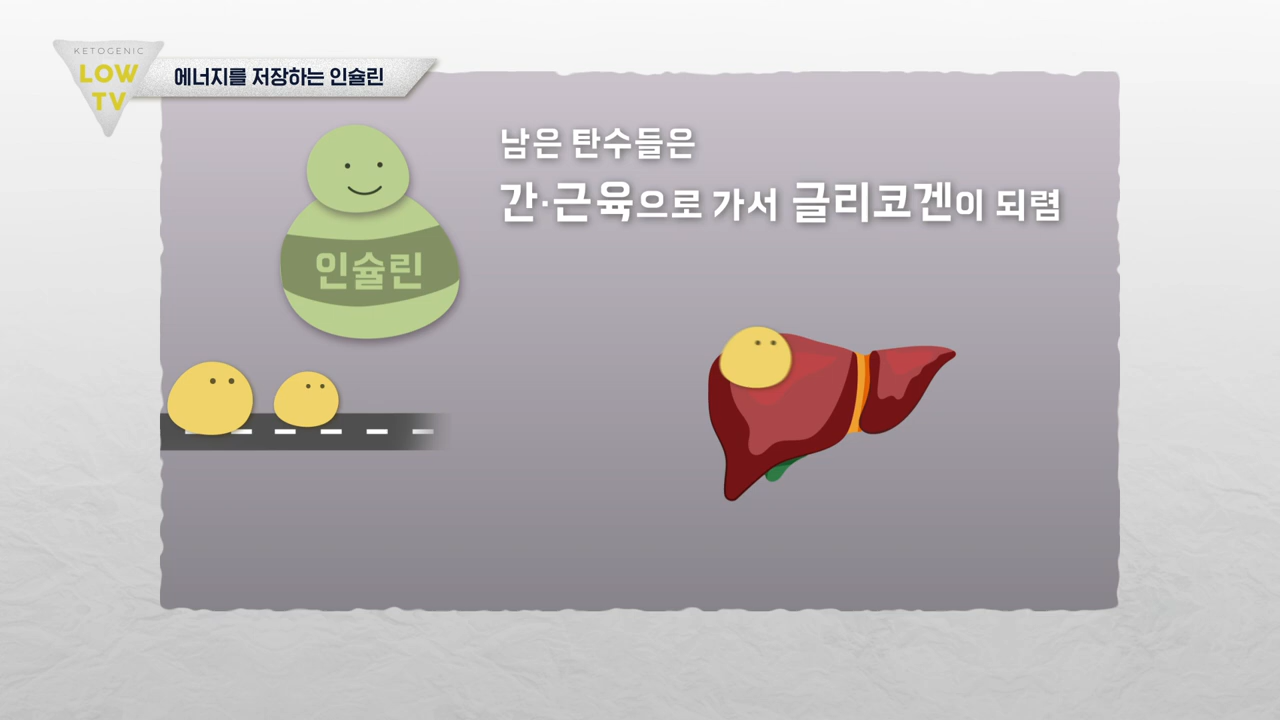 KETOGENIC
LOW
TV
에너지를 저장하는 인슐린
남은 탄수들은
간·근육으로 가서 글리코겐이 되렴
인슐린